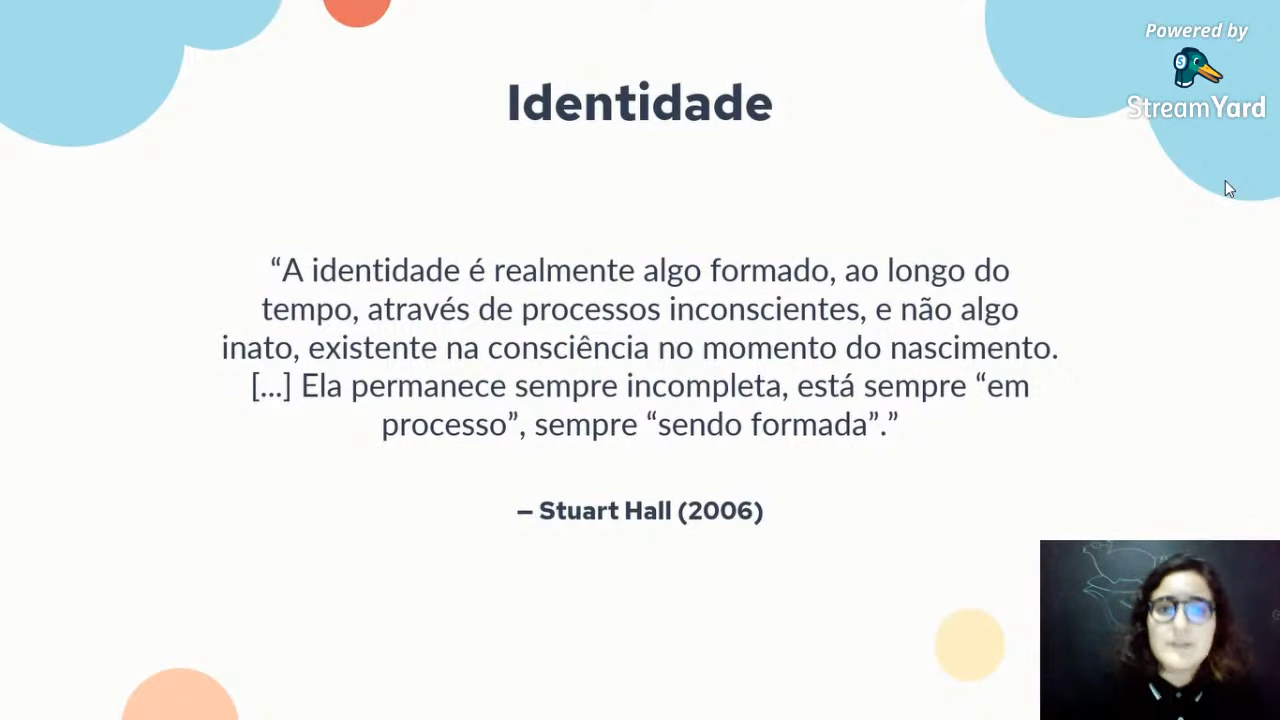 Powered by
StreamYard
Identidade
“A identidade é realmente algo formado, ao longo do
tempo, através de processos inconscientes, e não algo
inato, existente na consciência no momento do nascimento.
[...] Ela permanece sempre incompleta, está sempre “em
processo”, sempre “sendo formada”.”
– Stuart Hall (2006)